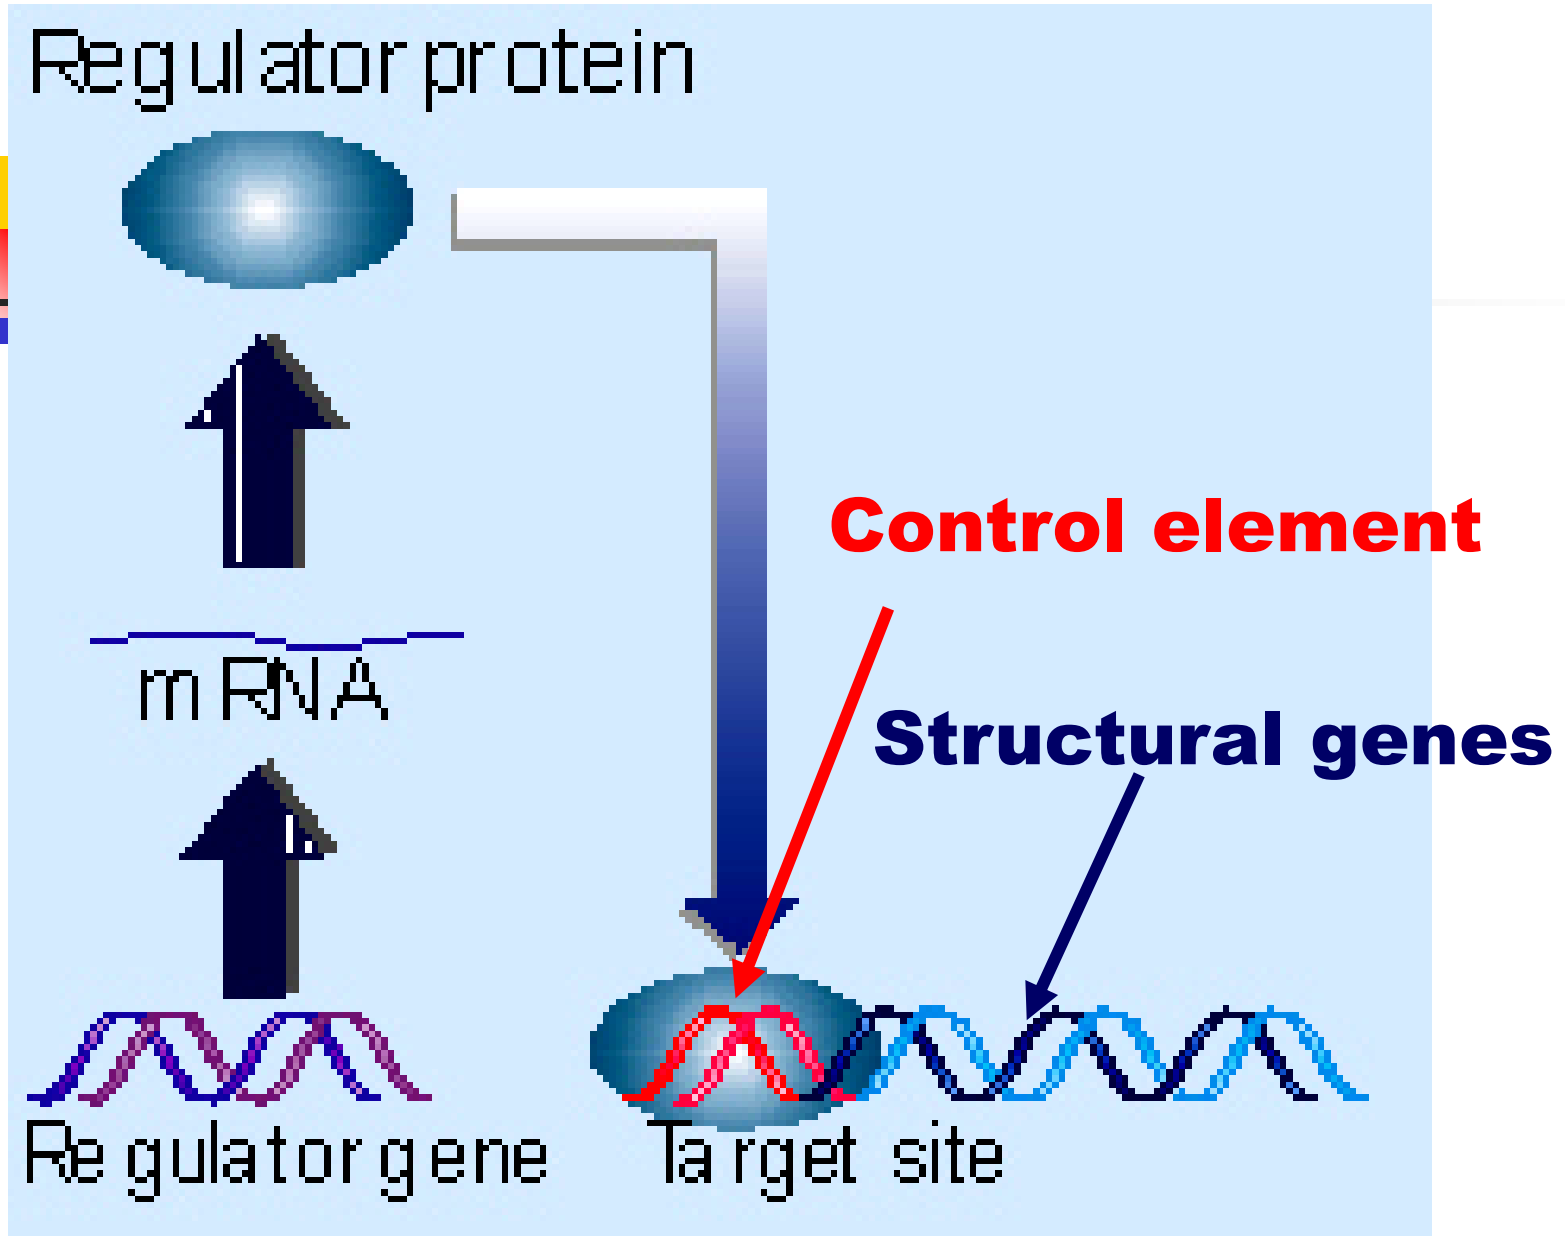 Regulator protein
Control element
mRNA
Structural genes
Regulator gene
Target site